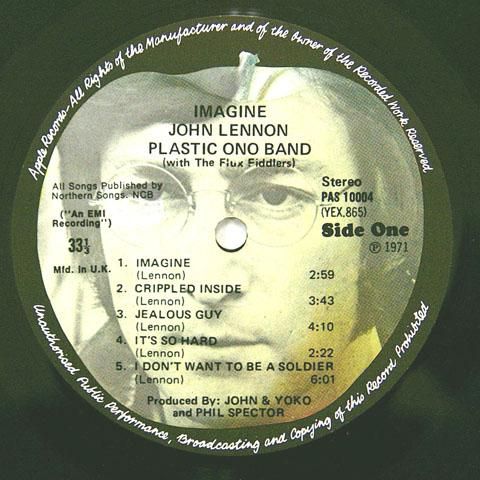 Apple Records-All Rights of the Manufacturer and of the Owner of the Recorded Work Reserved
IMAGINE
JOHN LENNON
PLASTIC ONO BAND
(with The Flux Fiddlers)
All Songs Published by
Northern Songs. NCB
("An EMI
Recording")
33⅓
Mfd. In U.K.
Stereo
PAS 10004
(YEX.865)
Side One
℗ 1971
1. IMAGINE
(Lennon) 2:59
2. CRIPPLED INSIDE
(Lennon) 3:43
3. JEALOUS GUY
(Lennon) 4:10
4. IT'S SO HARD
(Lennon) 2:22
5. I DON'T WANT TO BE A SOLDIER
(Lennon) 6:01
Produced By: JOHN & YOKO
and PHIL SPECTOR
Unauthorised Public Performance, Broadcasting and Copying of this Record Prohibited